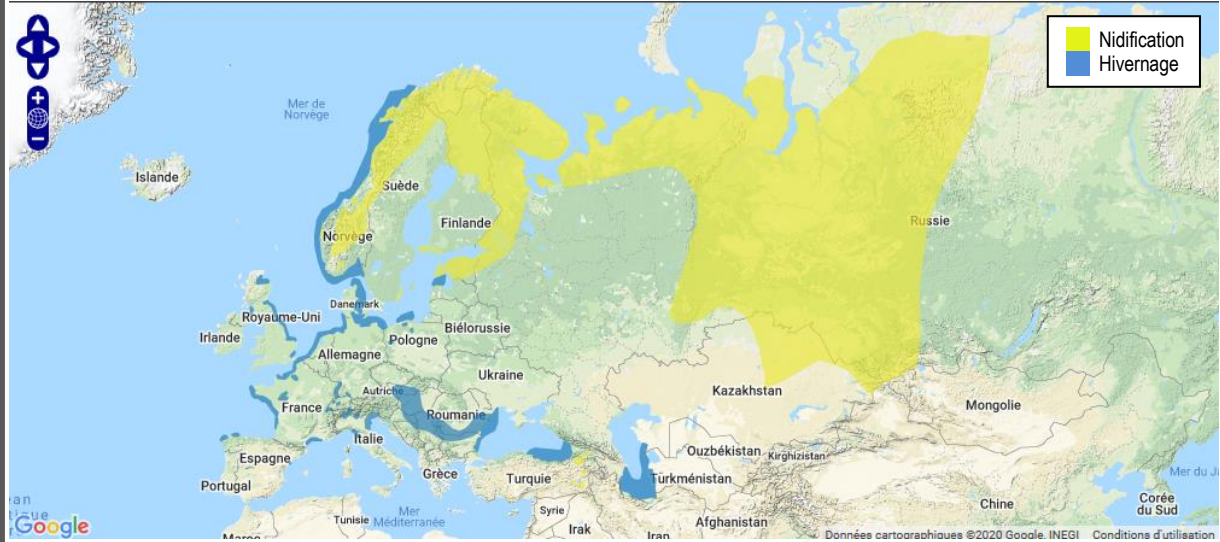 Nidification
Hivernage
Mer de
Norvège
Islande
Suède
Finlande
Norvège
Russie
Danemark
Royaume-Uni
Irlande
Biélorussie
Pologne
Allemagne
Ukraine
Kazakhstan
Autriche
Mongolie
France
Roumanie
Italie
Ouzbékistan
Kirghizistan
Espagne
Grèce
Turquie
Turkménistan
Portugal
Mer du Ja
Chine
Corée
du Sud
Syrie
Mer
Méditerranée
Tunisie
Afghanistan
Irak
Iran
Maroc
Google
Données cartographiques ©2020 Google, INEGI Conditions d'utilisation